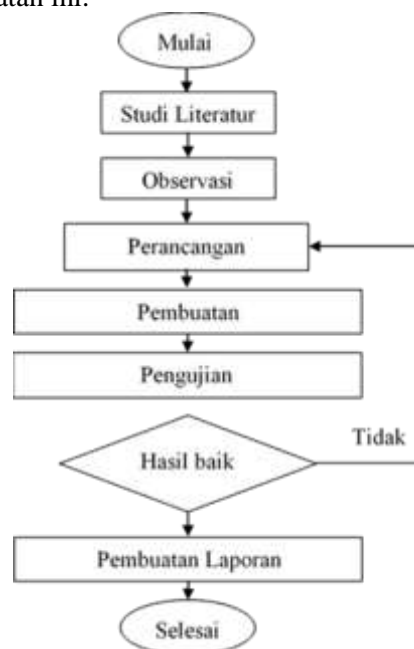 Mulai
Studi Literatur
Observasi
Perancangan
Pembuatan
Pengujian
Hasil baik
Tidak
Pembuatan Laporan
Selesai